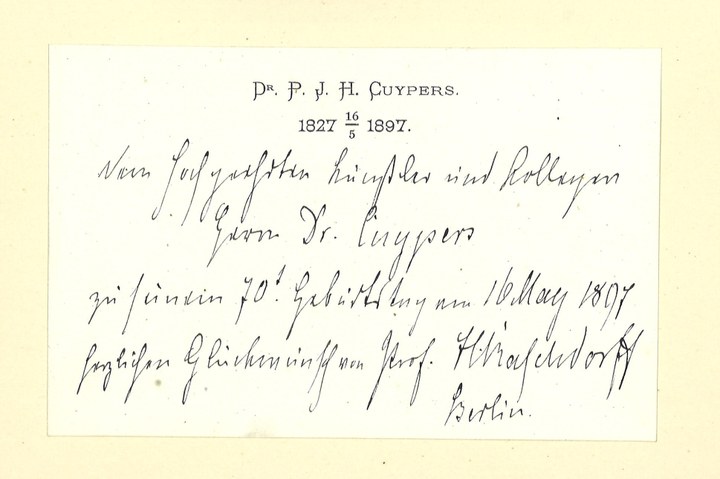 DR. P. J. H. CUYPERS.
1827 16/5 1897.
Dem hochgeehrten Künstler und Kollegen
Herrn Dr. Cuypers
zu seinem 70t. Geburtstag am 16 May 1897
herzlichen Glückwunsch von Prof. J Raschdorff
Berlin.